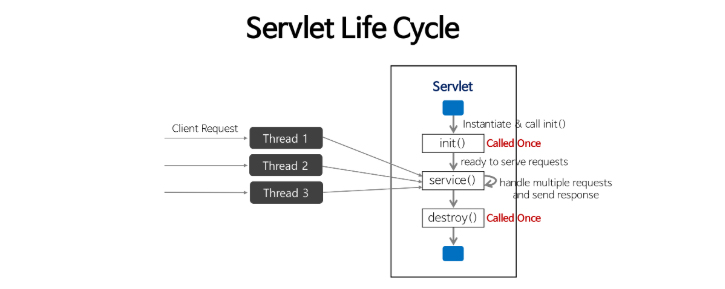 Servlet Life Cycle
Servlet
Instantiate & call init()
Client Request
Thread 1
init()
Called Once
ready to serve requests
Thread 2
service()
handle multiple requests
and send response
Thread 3
destroy()
Called Once